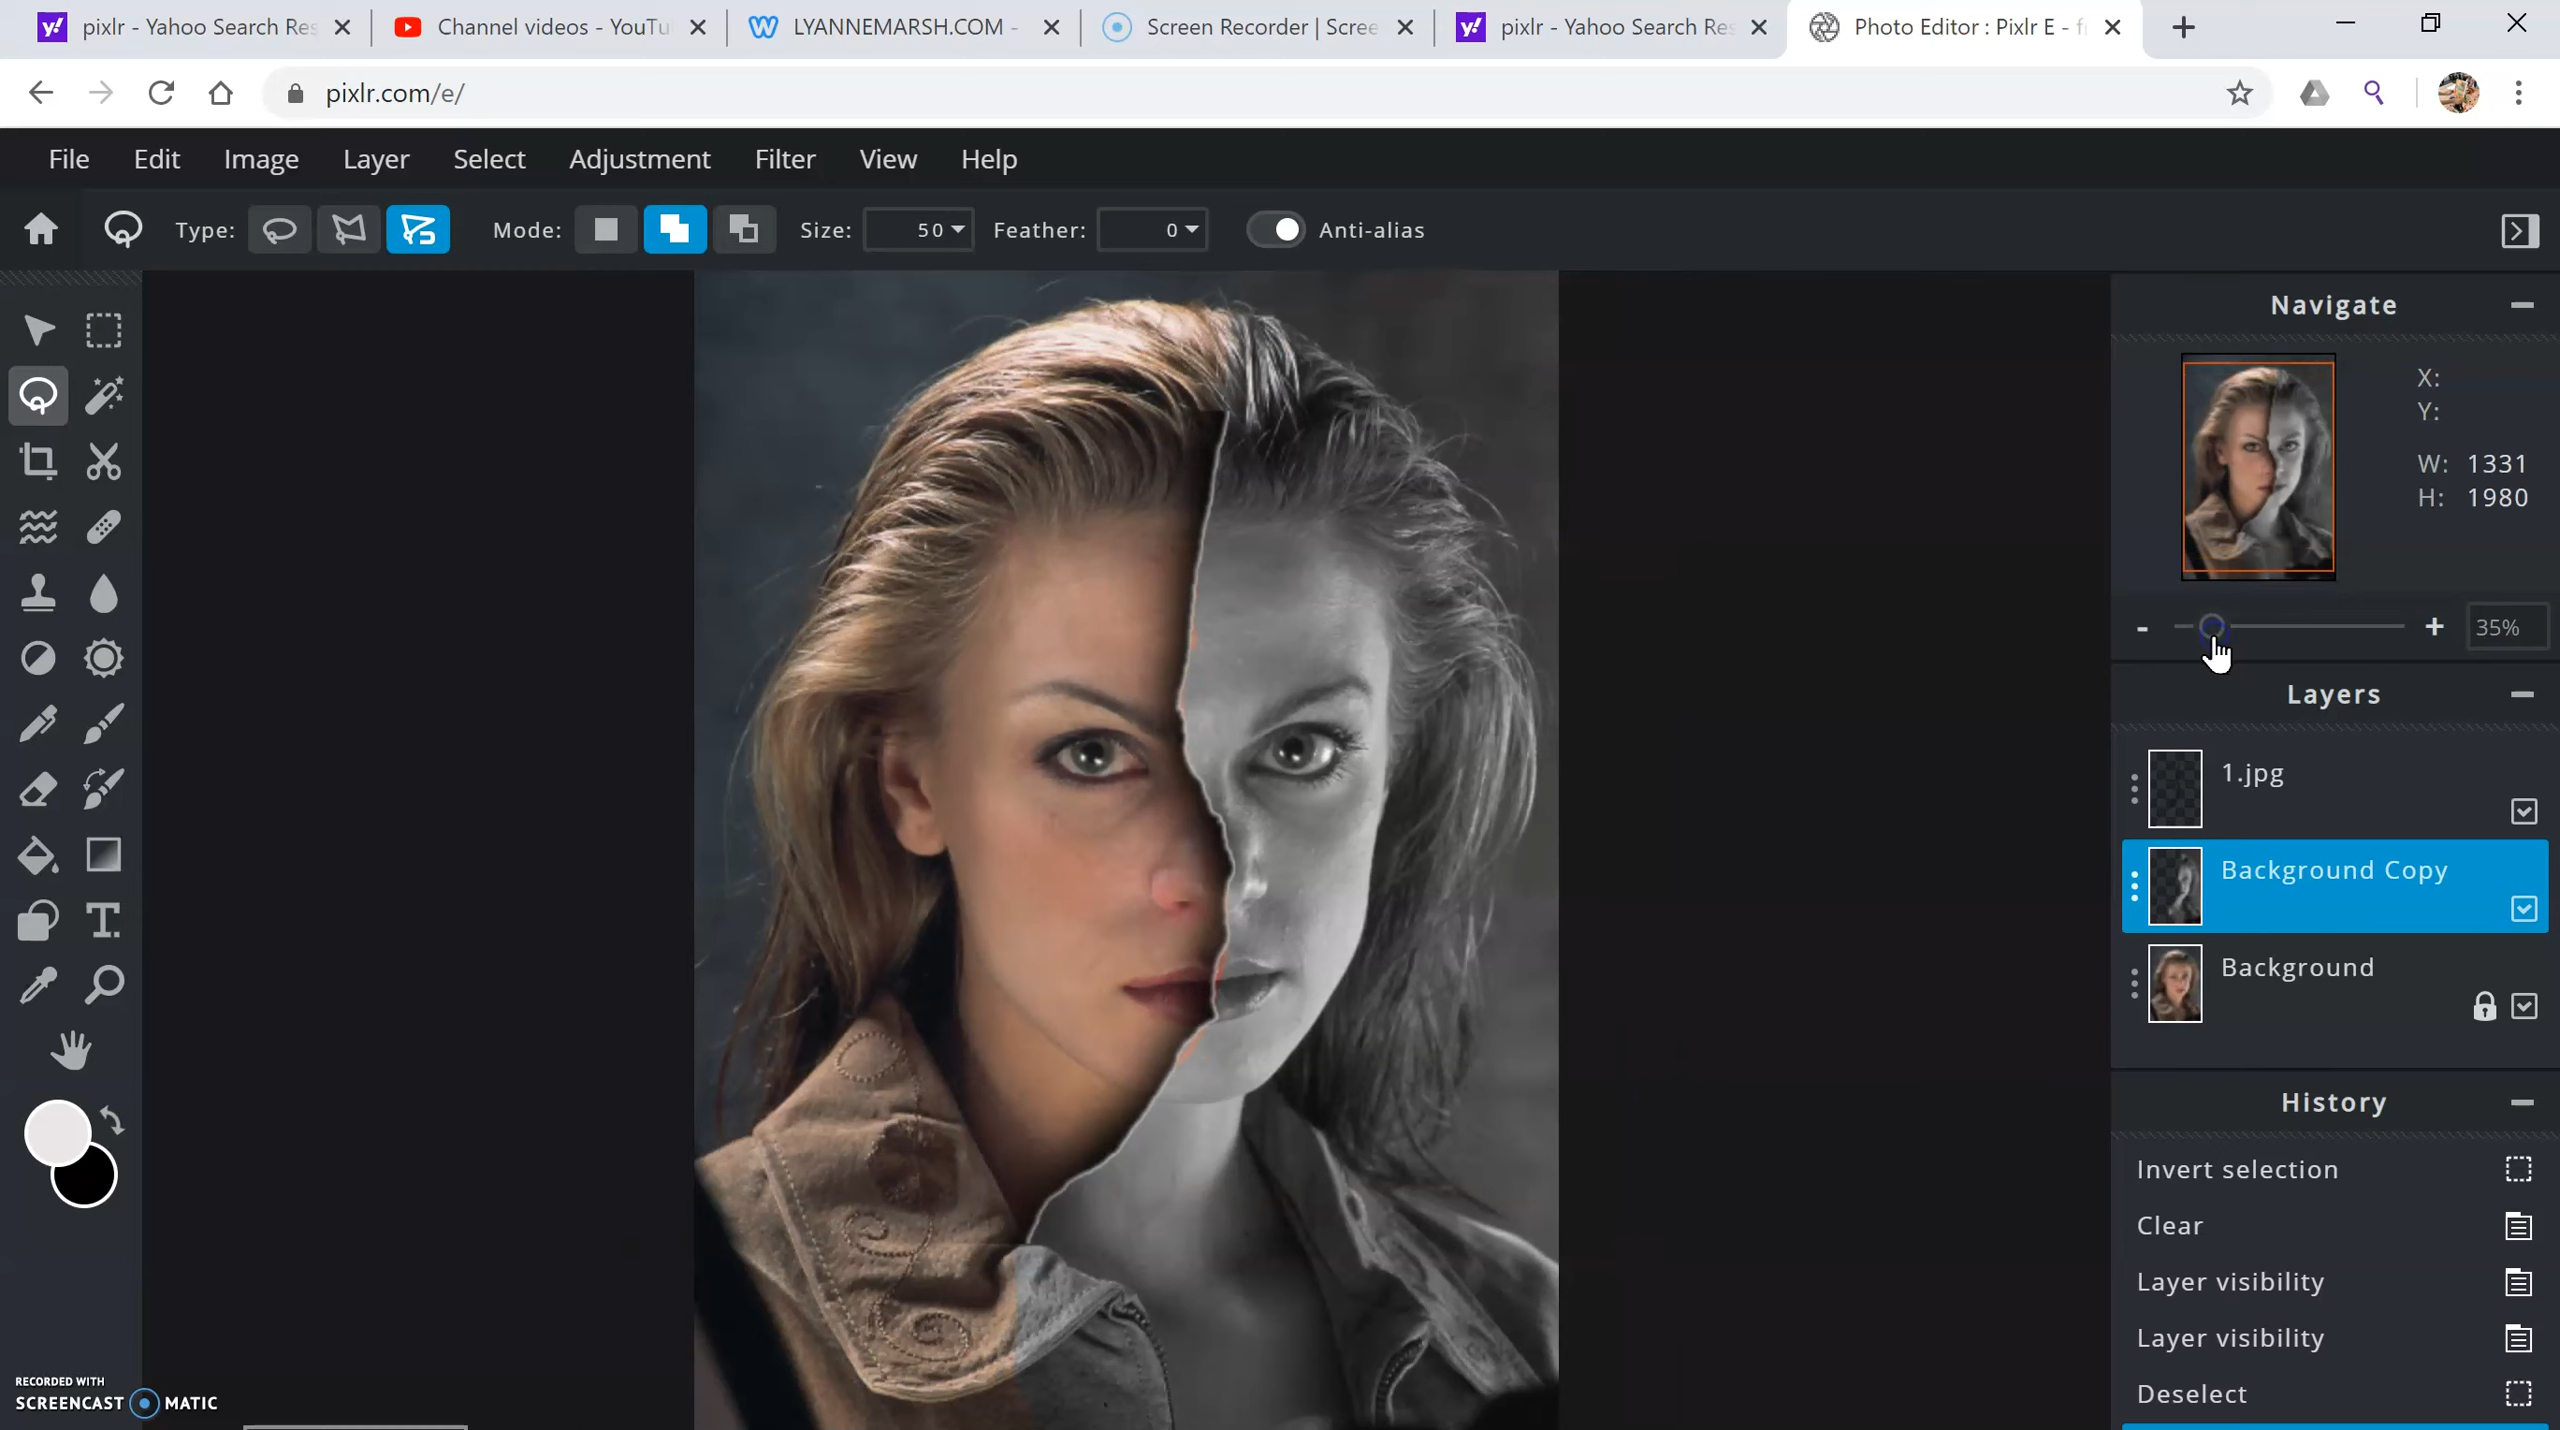 pixlr - Yahoo Search Res
Channel videos - YouTu
LYANNEMARSH.COM -
Screen Recorder | Scree
pixlr - Yahoo Search Res
Photo Editor : Pixlr E - f
pixlr.com/e/
File Edit Image Layer Select Adjustment Filter View Help
Type: Mode: Size: 50 Feather: 0 Anti-alias
Navigate
X:
Y:
W: 1331
H: 1980
- + 35%
Layers
1.jpg
Background Copy
Background
History
Invert selection
Clear
Layer visibility
Layer visibility
Deselect
RECORDED WITH
SCREENCAST MATIC